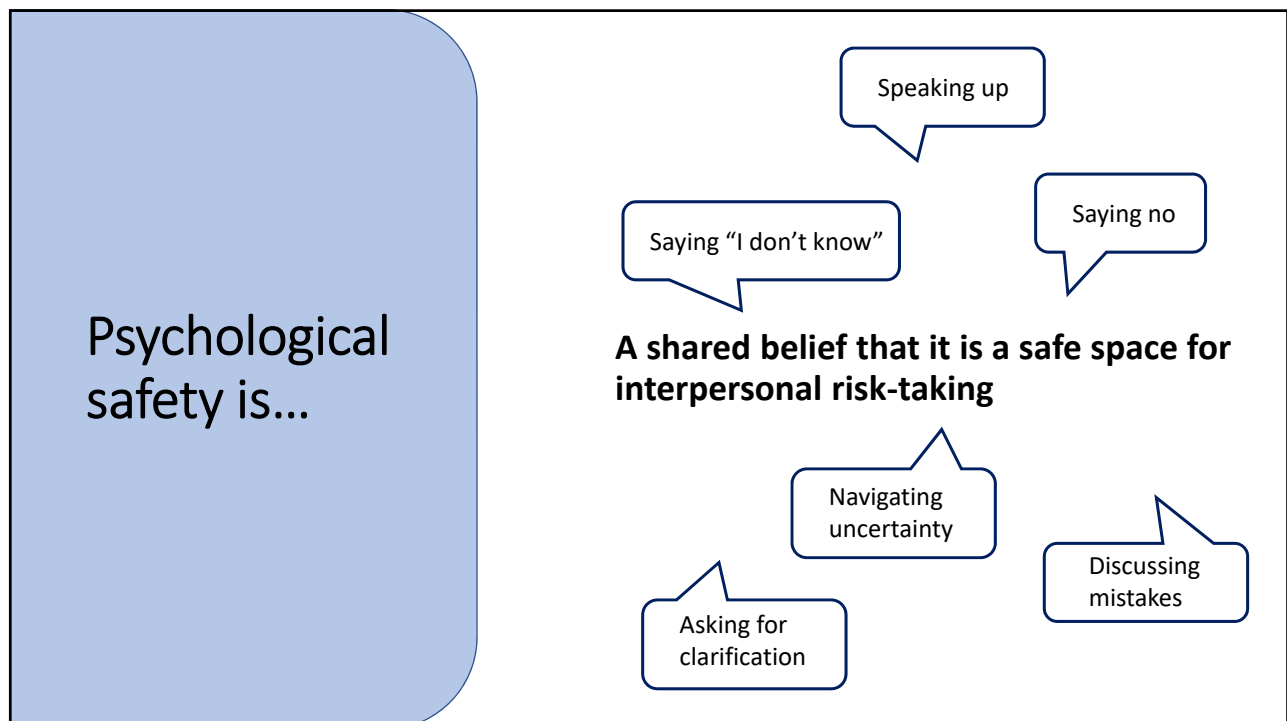 Psychological
safety is…
Speaking up
Saying no
Saying “I don’t know”
A shared belief that it is a safe space for
interpersonal risk-taking
Navigating
uncertainty
Discussing
mistakes
Asking for
clarification